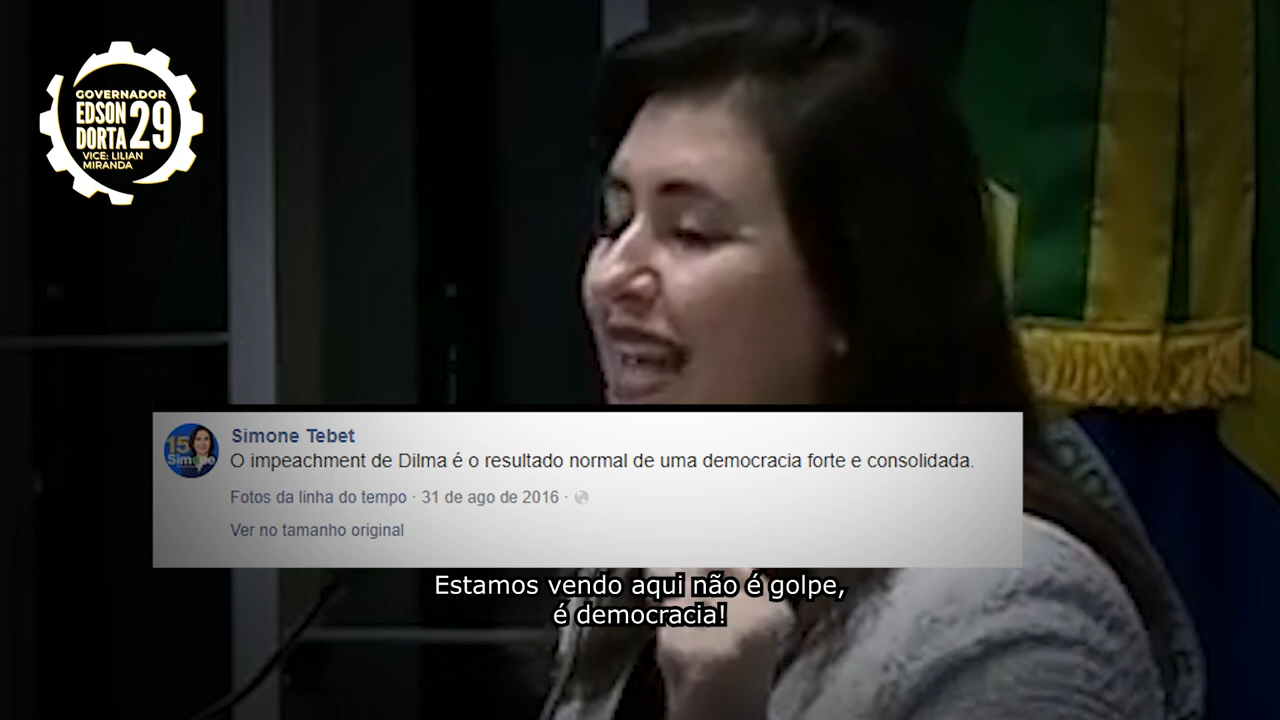 GOVERNADOR
EDSON
DORTA 29
VICE: LILIAN
MIRANDA
Simone Tebet
O impeachment de Dilma é o resultado normal de uma democracia forte e consolidada.
Fotos da linha do tempo · 31 de ago de 2016 ·
Ver no tamanho original
15
Simone
Estamos vendo aqui não é golpe,
é democracia!